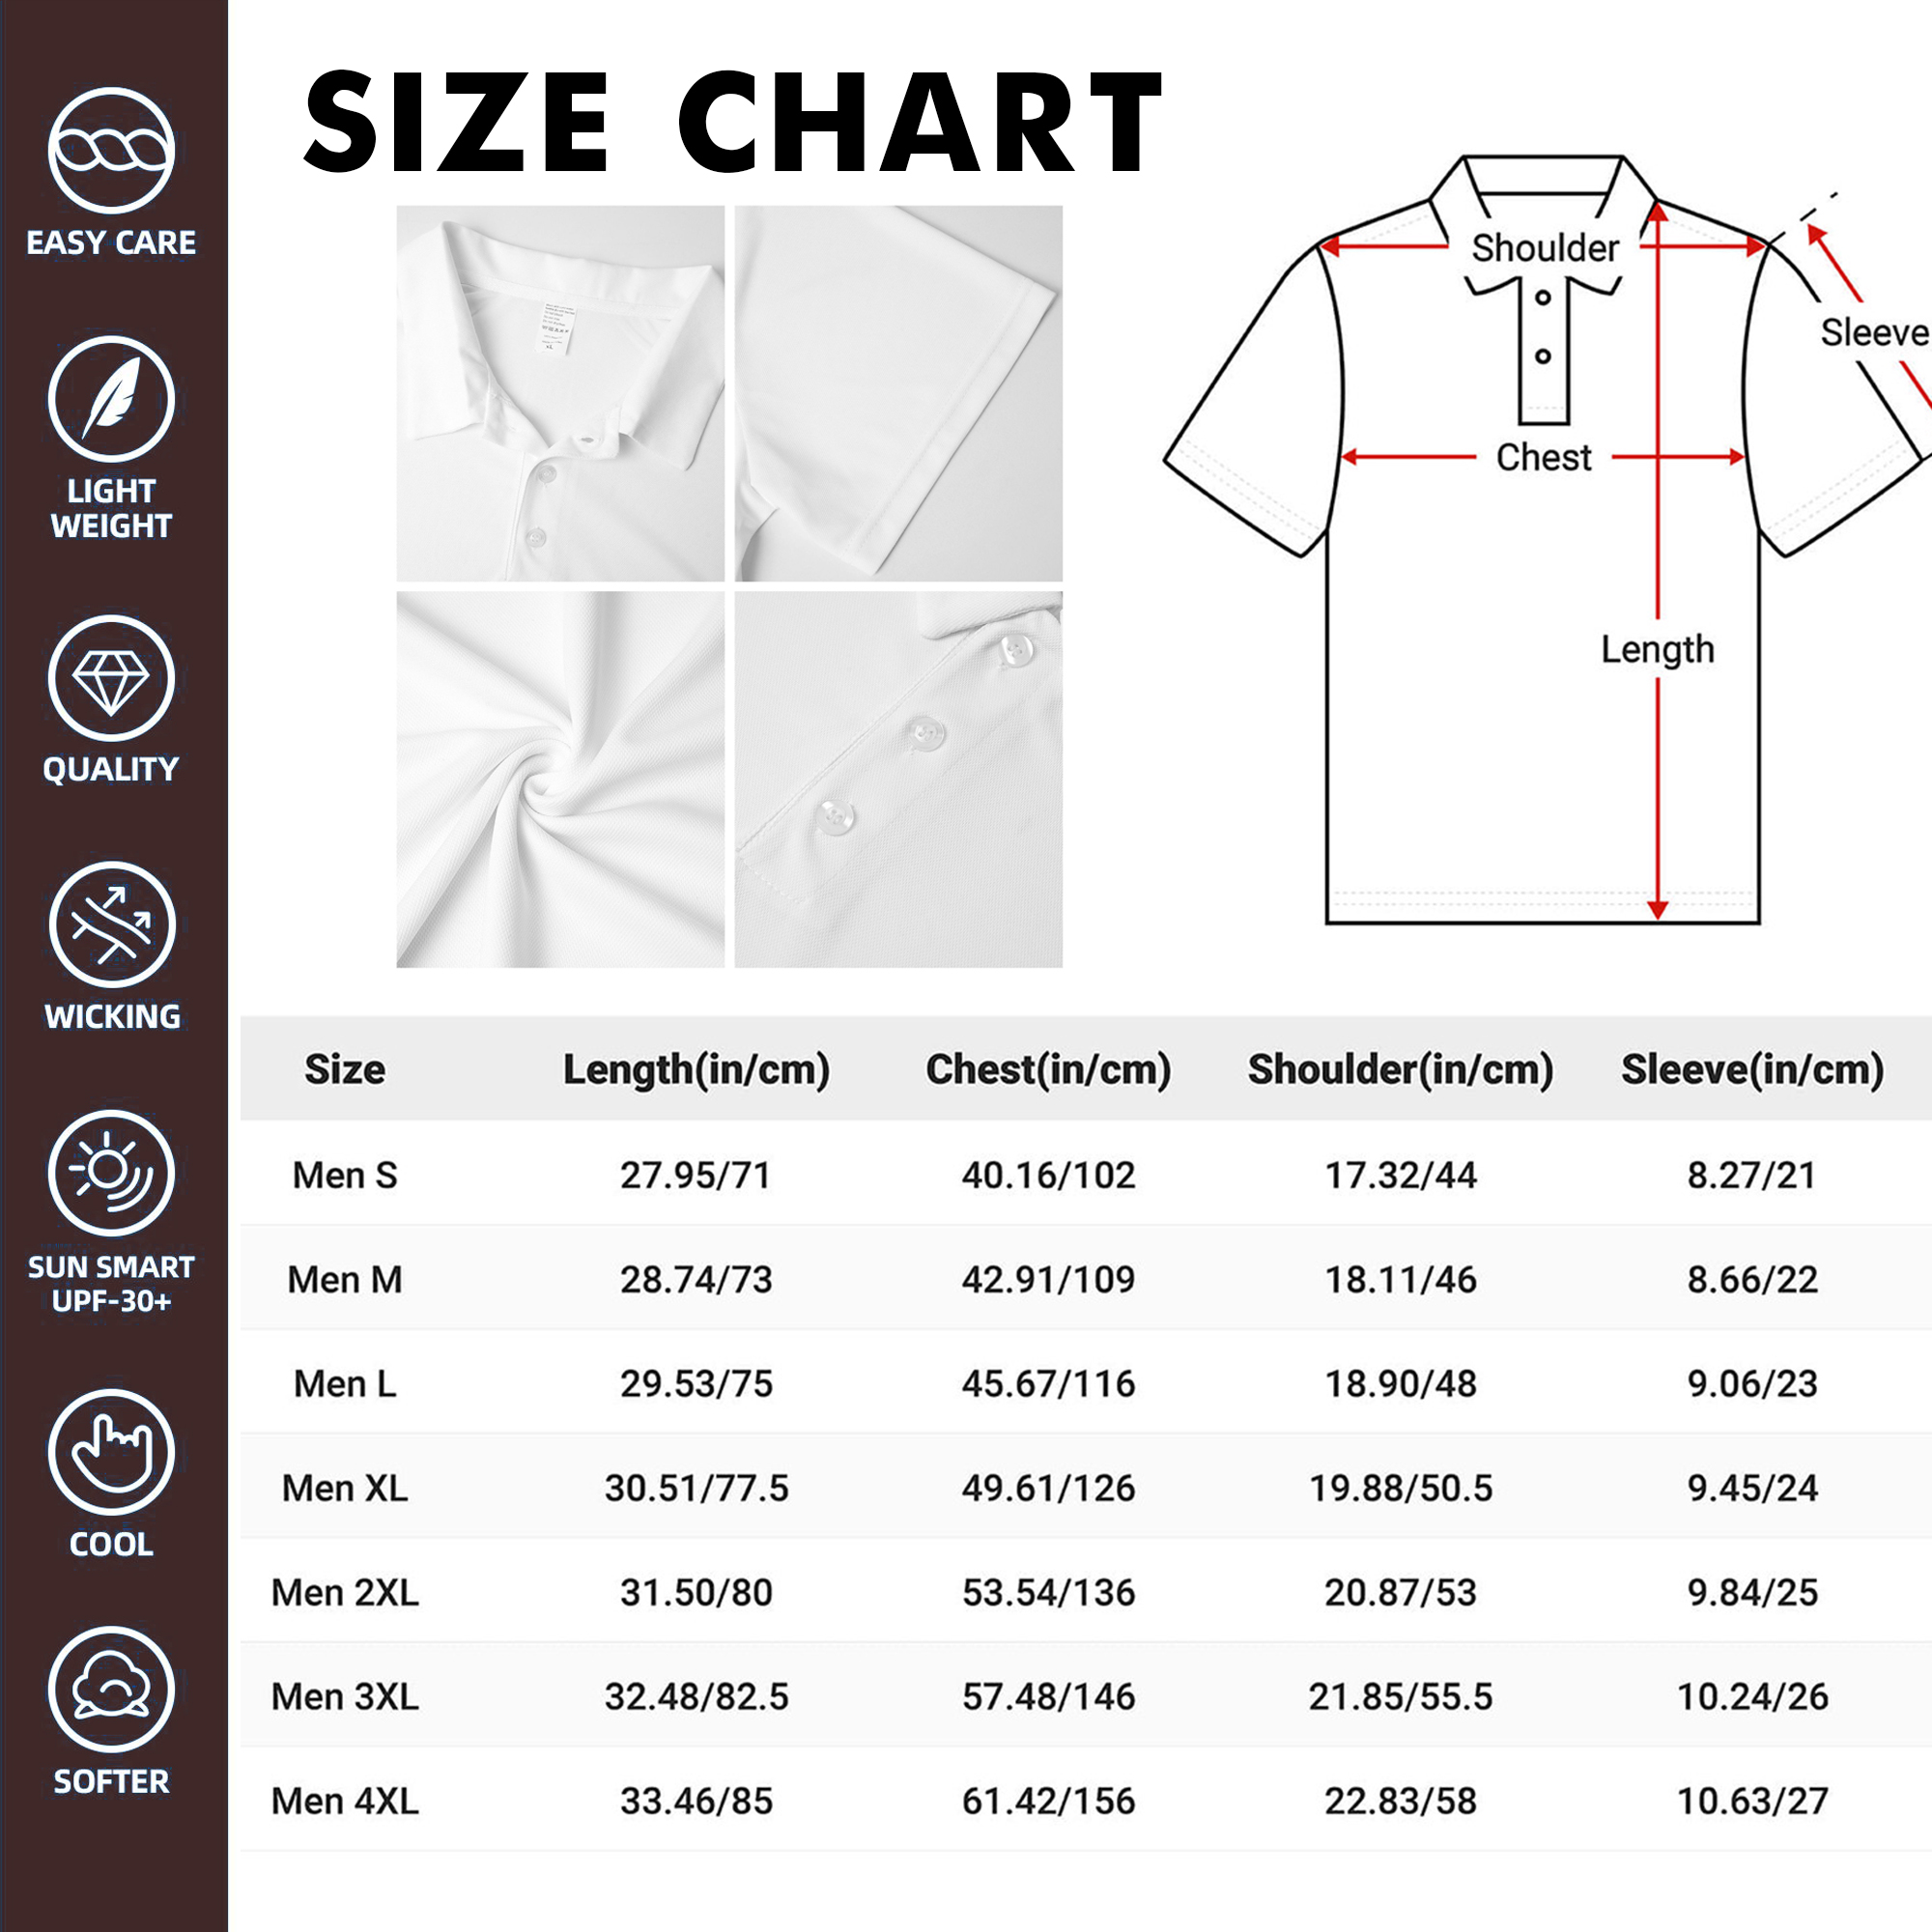 SIZE CHART
EASY CARE
LIGHT
WEIGHT
QUALITY
WICKING
SUN SMART
UPF-30+
COOL
SOFTER
XL
Shoulder
Sleeve
Chest
Length
Size Length(in/cm) Chest(in/cm) Shoulder(in/cm) Sleeve(in/cm)
Men S 27.95/71 40.16/102 17.32/44 8.27/21
Men M 28.74/73 42.91/109 18.11/46 8.66/22
Men L 29.53/75 45.67/116 18.90/48 9.06/23
Men XL 30.51/77.5 49.61/126 19.88/50.5 9.45/24
Men 2XL 31.50/80 53.54/136 20.87/53 9.84/25
Men 3XL 32.48/82.5 57.48/146 21.85/55.5 10.24/26
Men 4XL 33.46/85 61.42/156 22.83/58 10.63/27